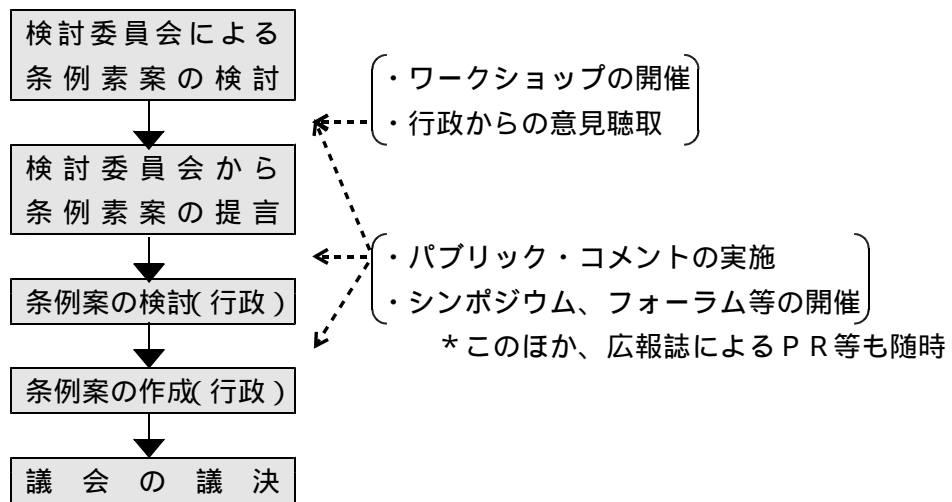 検討委員会による
条例素案の検討
・ワークショップの開催
・行政からの意見聴取
検討委員会から
条例素案の提言
・パブリック・コメントの実施
・シンポジウム、フォーラム等の開催
*このほか、広報誌によるPR等も随時
条例案の検討(行政)
条例案の作成(行政)
議会の議決